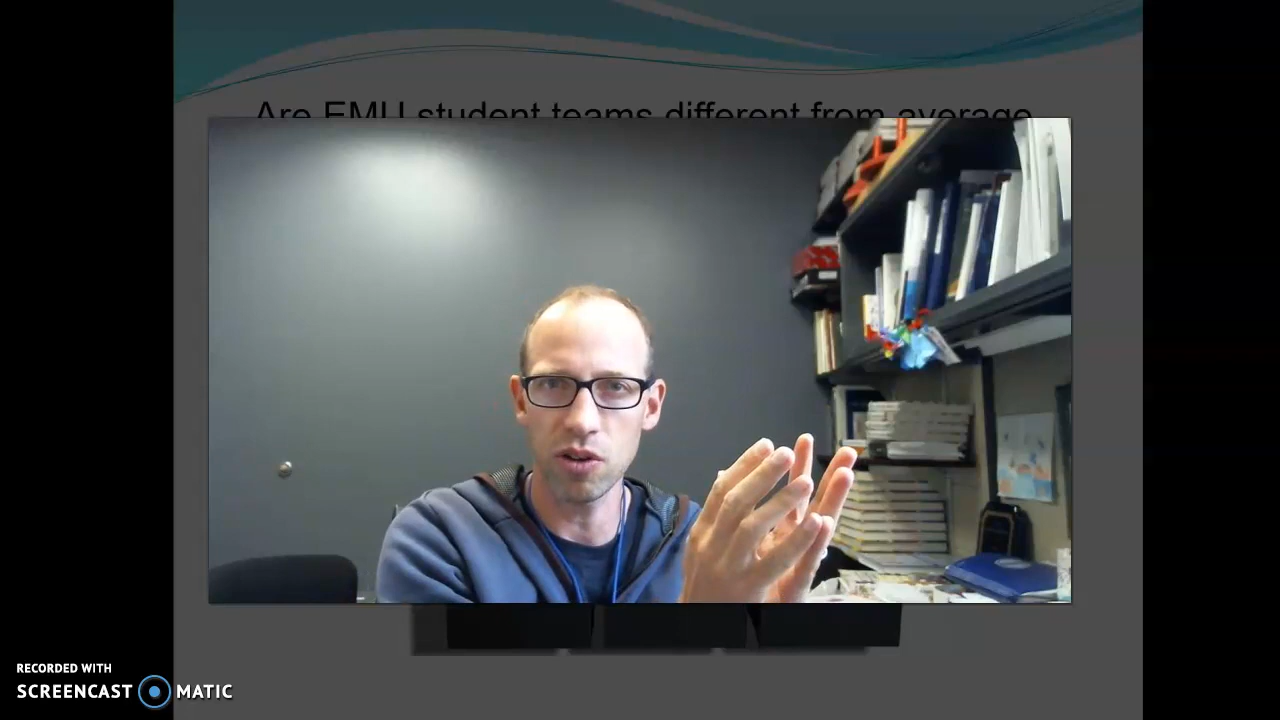 Are EMU student teams different from average
RECORDED WITH
SCREENCAST MATIC